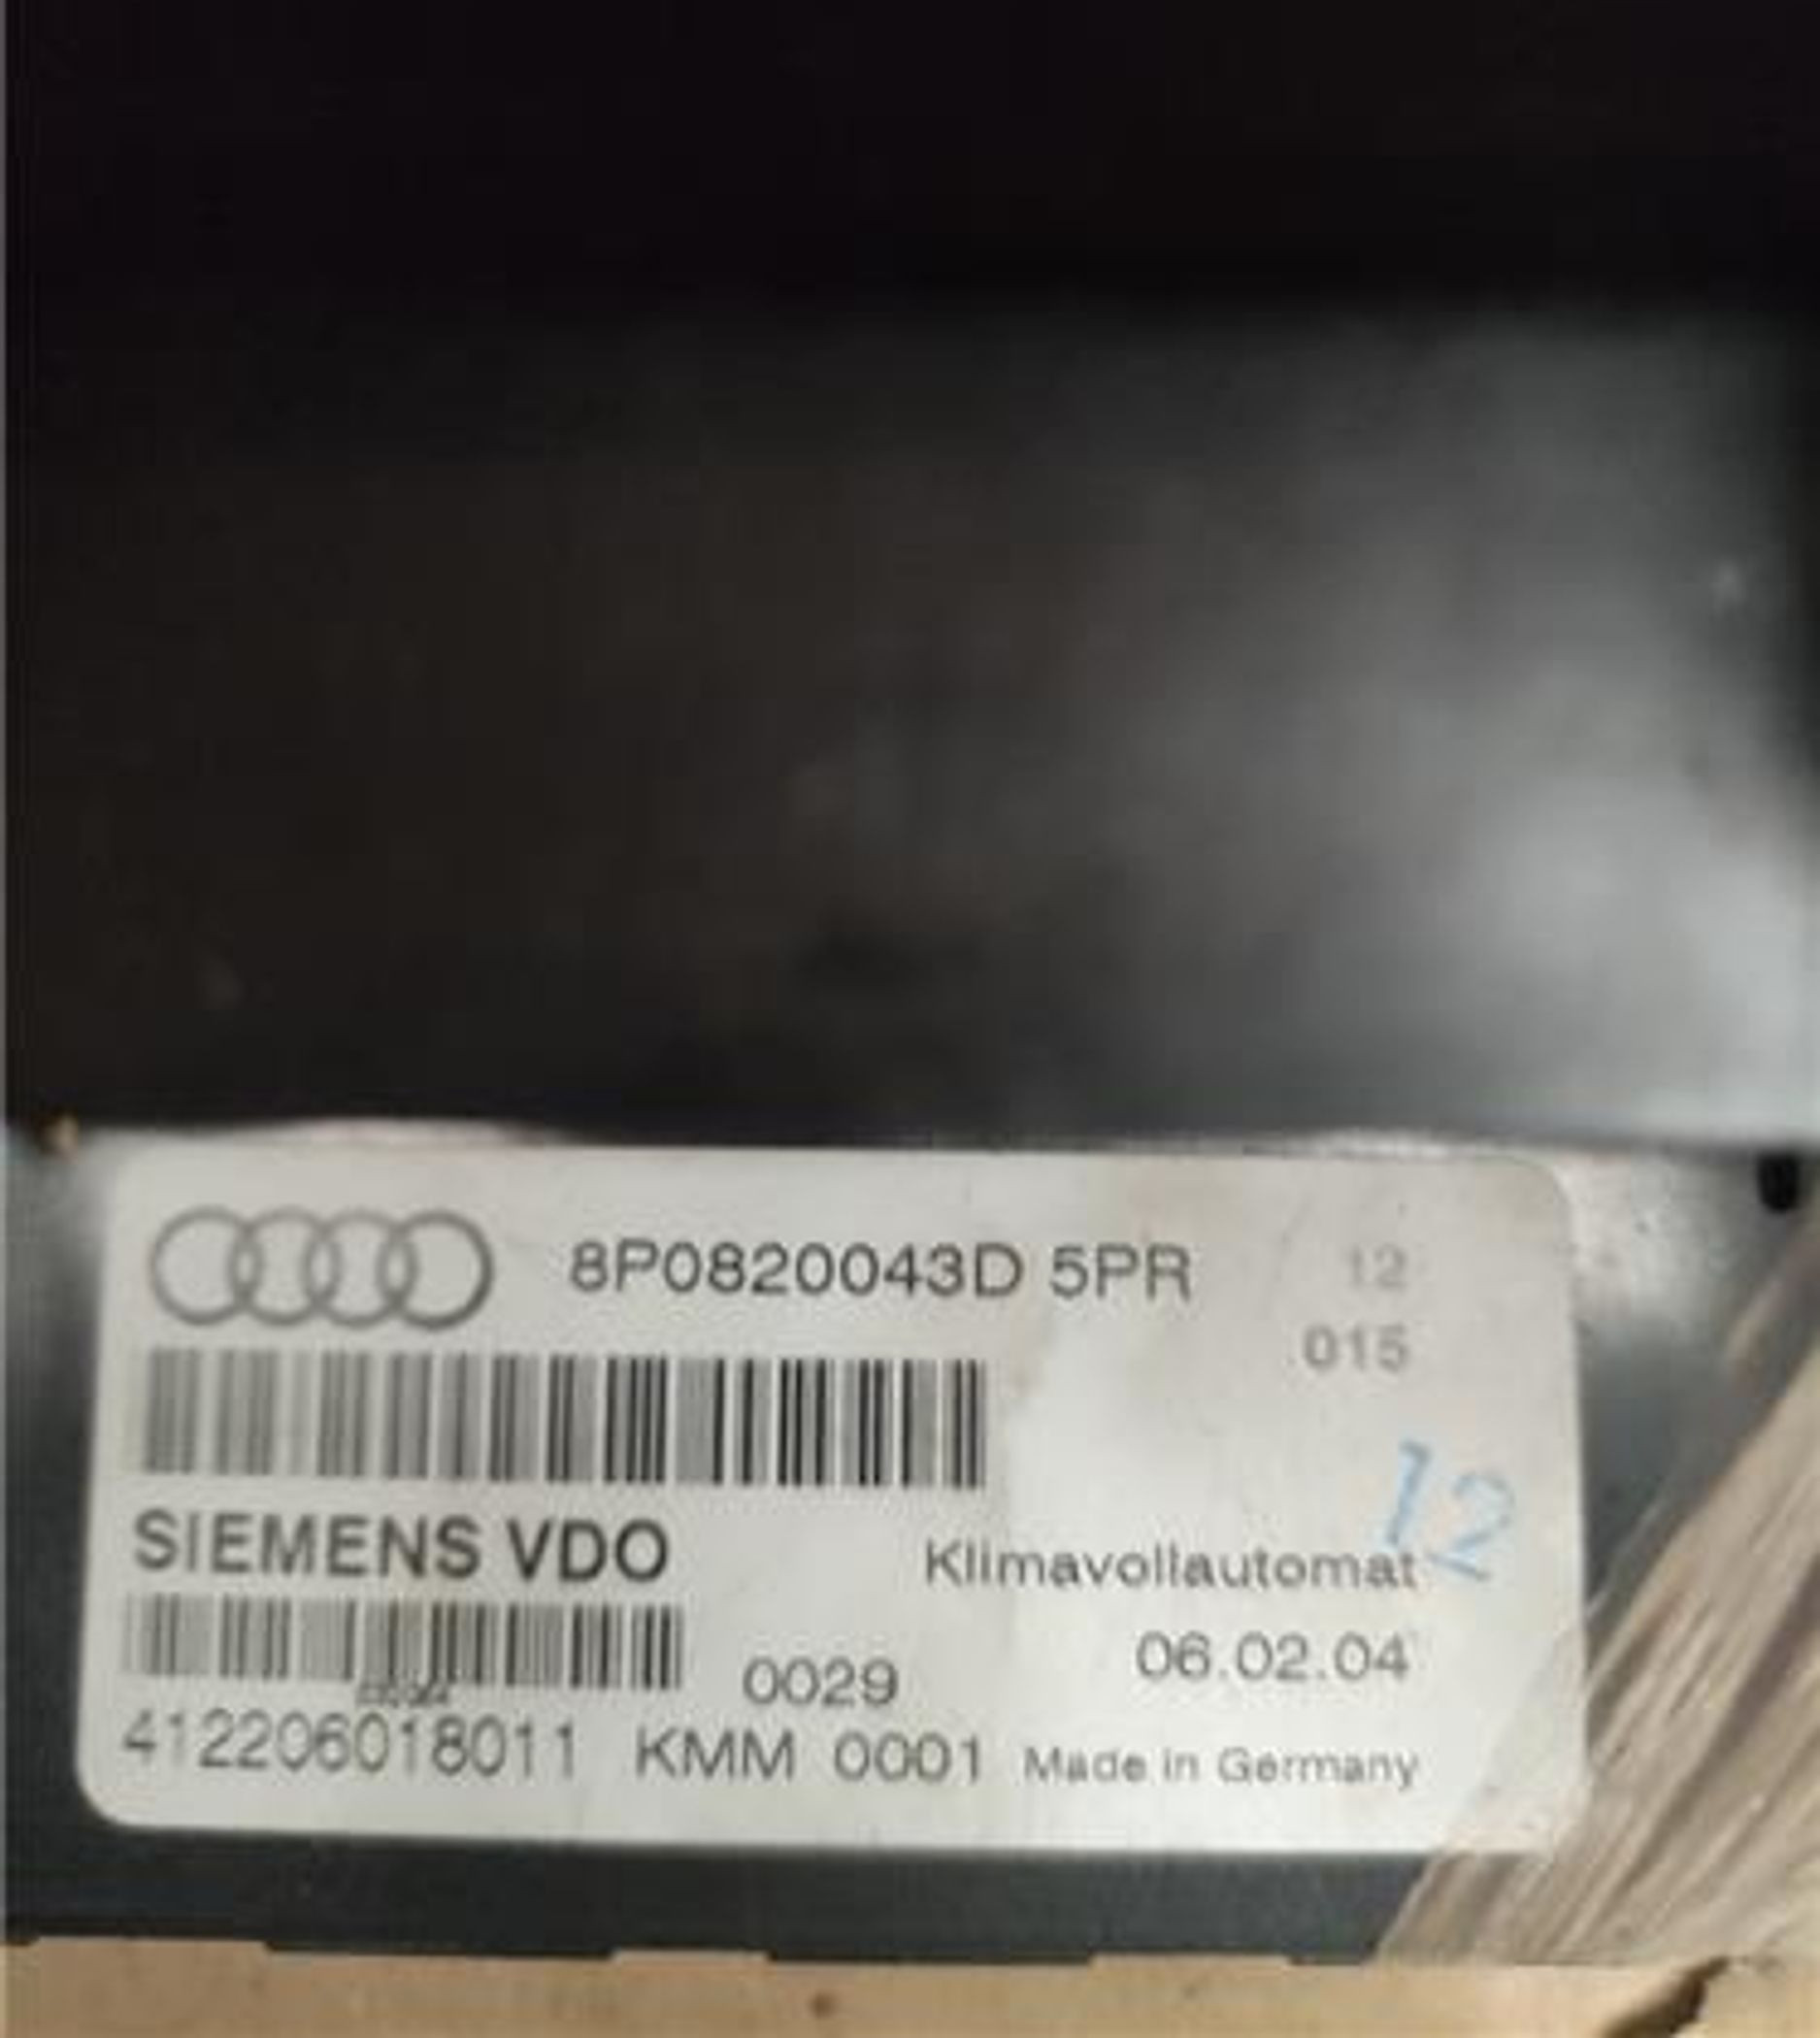 8P0820043D 5PR 12
015
12
SIEMENS VDO Klimavollautomat
0029 06.02.04
412206018011 KMM 0001 Made in Germany